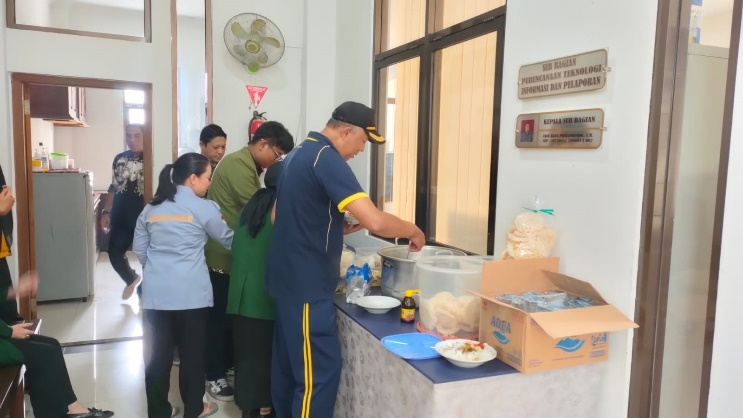 SUB BAGIAN
PERENCANAAN TEKNOLOGI
INFORMASI DAN PELAPORAN
KEPALA SUB BAGIAN
AQUA